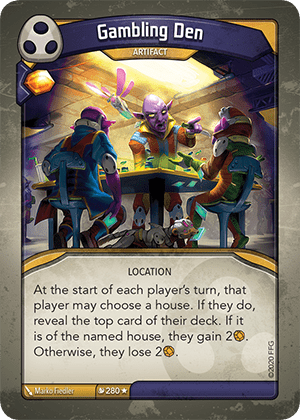 Gambling Den
ARTIFACT
LOCATION
At the start of each player's turn, that
player may choose a house. If they do,
reveal the top card of their deck. If it
is of the named house, they gain 2
Otherwise, they lose 2.
Marko Fiedler
280
©2020 FFG